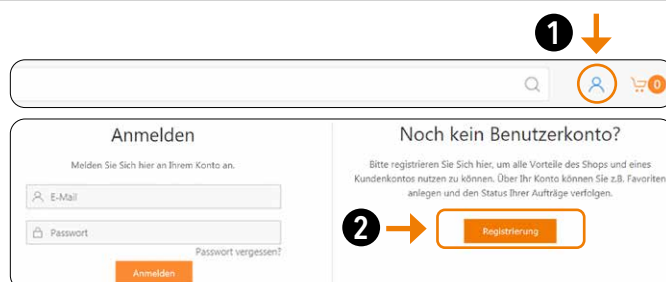 1
0
Anmelden
Melden Sie Sich hier an Ihrem Konto an.
E-Mail
Passwort
Passwort vergessen?
Anmelden
Noch kein Benutzerkonto?
Bitte registrieren Sie Sich hier, um alle Vorteile des Shops und eines
Kundenkontos nutzen zu können. Über Ihr Konto können Sie z.B. Favoriten
anlegen und den Status Ihrer Aufträge verfolgen.
2
Registrierung